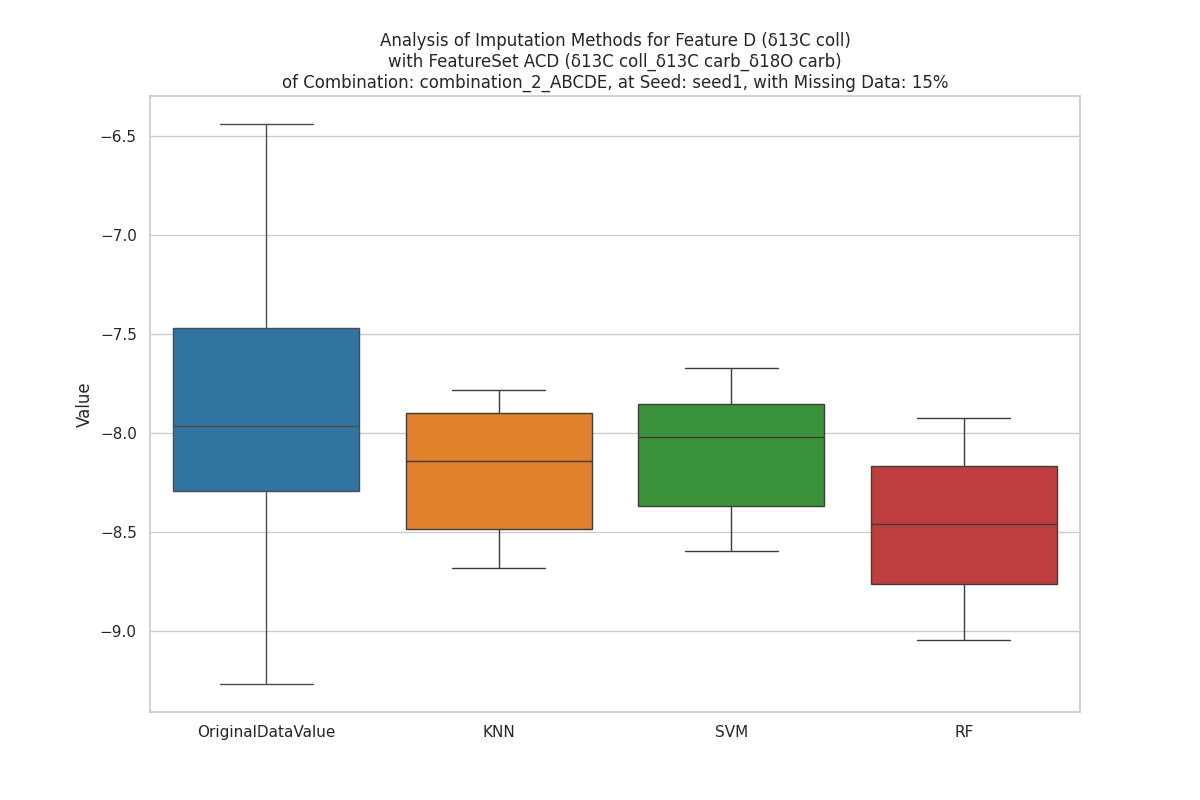 Analysis of Imputation Methods for Feature D (δ13C coll)
with FeatureSet ACD (δ13C coll_δ13C carb_δ18O carb)
of Combination: combination_2_ABCDE, at Seed: seed1, with Missing Data: 15%
−6.5
−7.0
−7.5
−8.0
−8.5
−9.0
Value
OriginalDataValue
KNN
SVM
RF